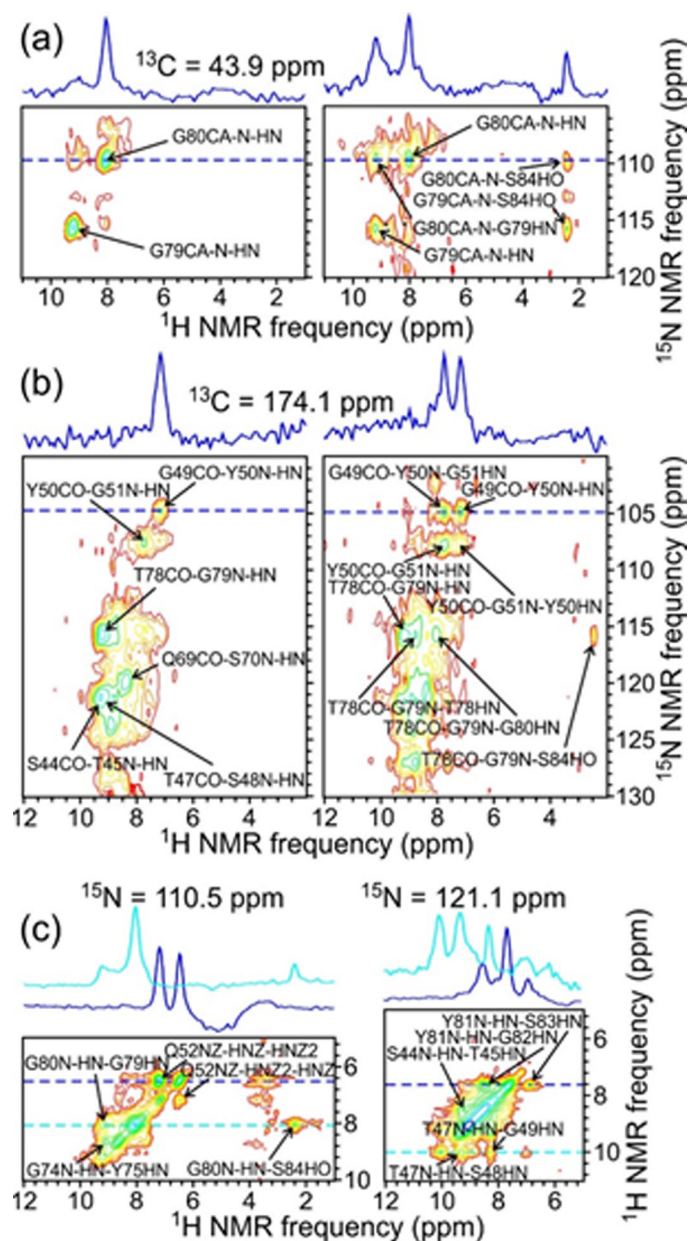 (a)
¹³C = 43.9 ppm
G80CA-N-HN
G79CA-N-HN
G80CA-N-HN
G80CA-N-S84HO
G79CA-N-S84HO
G80CA-N-G79HN
G79CA-N-HN
110
115
120
10 8 6 4 2
10 8 6 4 2
¹H NMR frequency (ppm)
¹H NMR frequency (ppm)
¹⁵N NMR frequency (ppm)
(b)
¹³C = 174.1 ppm
G49CO-Y50N-HN
Y50CO-G51N-HN
T78CO-G79N-HN
Q69CO-S70N-HN
S44CO-T45N-HN
T47CO-S48N-HN
G49CO-Y50N-G51HN
G49CO-Y50N-HN
Y50CO-G51N-HN
T78CO-G79N-HN
Y50CO-G51N-Y50HN
T78CO-G79N-T78HN
T78CO-G79N-G80HN
T78CO-G79N-S84HO
105
110
115
120
125
130
12 10 8 6 4
12 10 8 6 4
¹H NMR frequency (ppm)
¹H NMR frequency (ppm)
¹⁵N NMR frequency (ppm)
(c)
¹⁵N = 110.5 ppm
¹⁵N = 121.1 ppm
G80N-HN-G79HN
Q52NZ-HNZ-HNZ2
Q52NZ-HNZ2-HNZ
G74N-HN-Y75HN
G80N-HN-S84HO
Y81N-HN-S83HN
Y81N-HN-G82HN
S44N-HN-T45HN
T47N-HN-G49HN
T47N-HN-S48HN
6
8
10
6
8
10
10 8 6 4 2
10 8 6
¹H NMR frequency (ppm)
¹H NMR frequency (ppm)